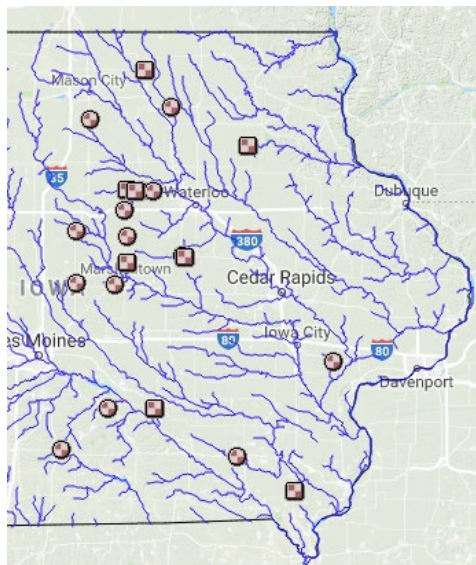 Mason City
35
Waterloo
Dubuque
380
Marshalltown
Cedar Rapids
IOWA
80
Iowa City
80
es Moines
Davenport